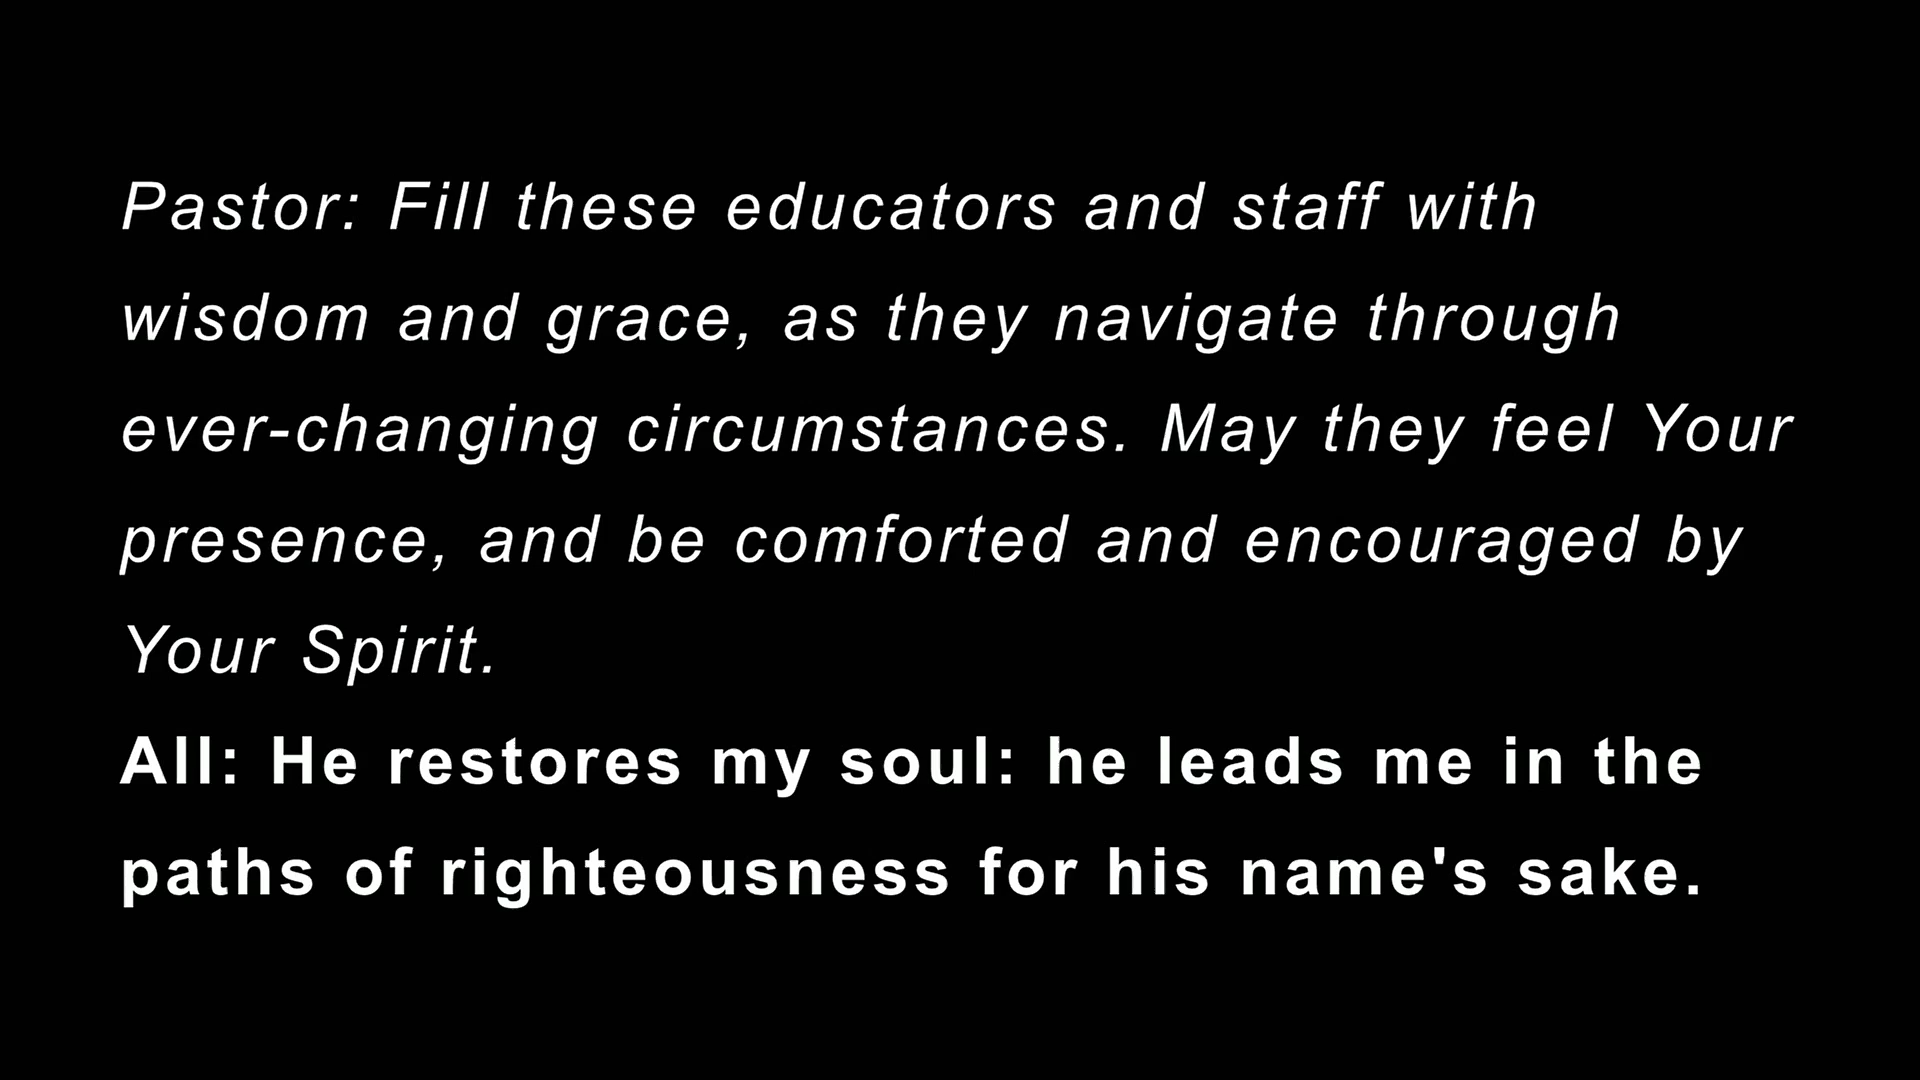 Pastor: Fill these educators and staff with
wisdom and grace, as they navigate through
ever-changing circumstances. May they feel Your
presence, and be comforted and encouraged by
Your Spirit.
All: He restores my soul: he leads me in the
paths of righteousness for his name's sake.